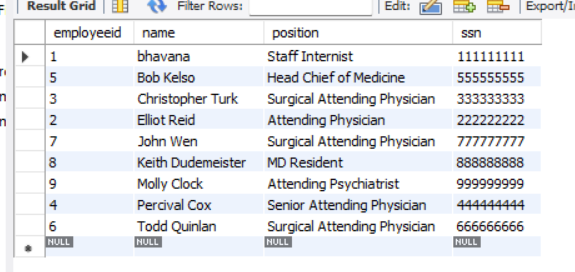 Result Grid Filter Rows: Edit: Export/I
employeeid name position ssn
1 bhavana Staff Internist 111111111
5 Bob Kelso Head Chief of Medicine 555555555
3 Christopher Turk Surgical Attending Physician 333333333
2 Elliot Reid Attending Physician 222222222
7 John Wen Surgical Attending Physician 777777777
8 Keith Dudemeister MD Resident 888888888
9 Molly Clock Attending Psychiatrist 999999999
4 Percival Cox Senior Attending Physician 444444444
6 Todd Quinlan Surgical Attending Physician 666666666
NULL NULL NULL NULL